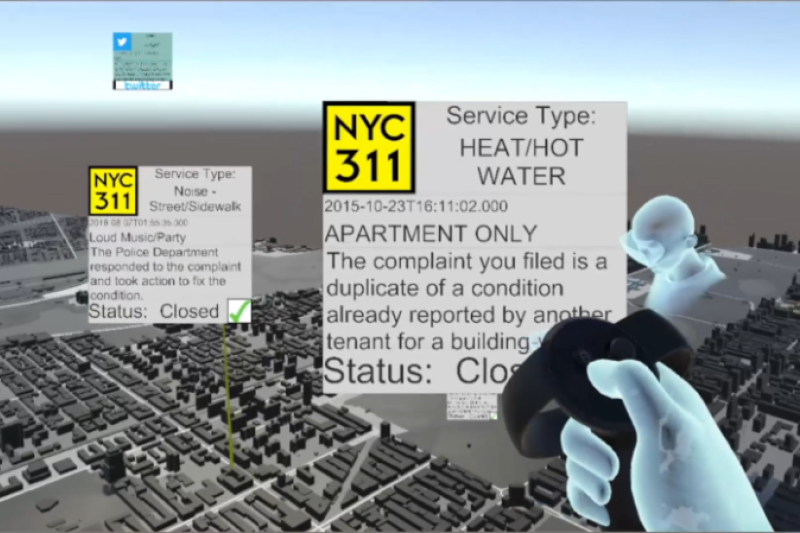 twitter
NYC
311
Service Type:
Noise -
Street/Sidewalk
Loud Music/Party
The Police Department
responded to the complaint
and took action to fix the
condition.
Status: Closed
NYC
311
Service Type:
HEAT/HOT
WATER
2015-10-23T16:11:02.000
APARTMENT ONLY
The complaint you filed is a
duplicate of a condition
already reported by another
tenant for a building-
Status: Clos